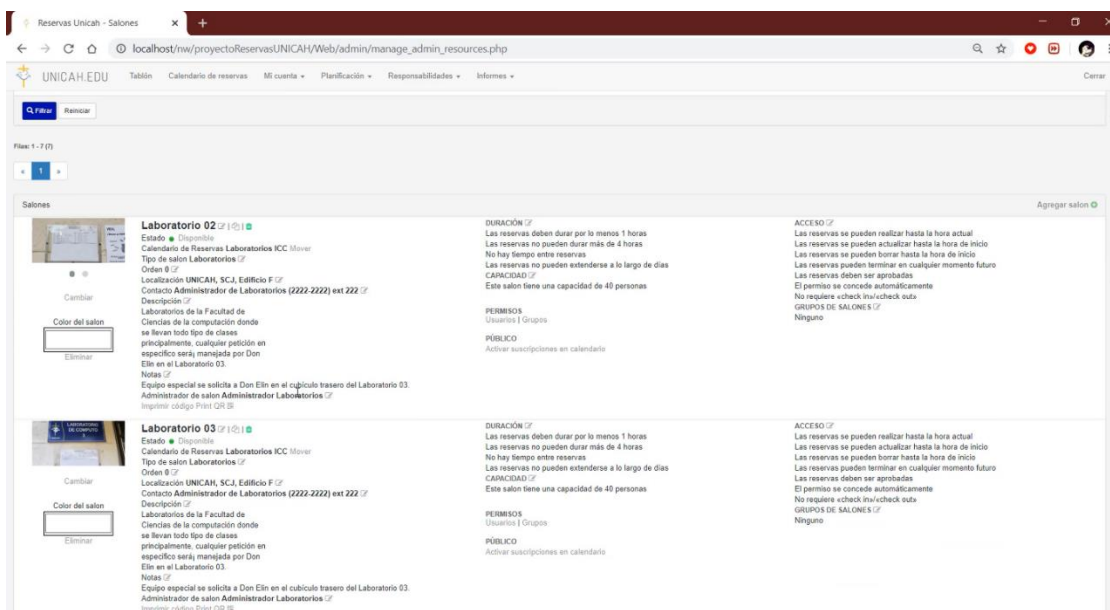 Reservas Unicah - Salones
localhost/nw/proyectoReservasUNICAH/Web/admin/manage_admin_resources.php
UNICAH.EDU Tablón Calendario de reservas Mi cuenta Planificación Responsabilidades Informes Cerrar
Filtrar Reiniciar
Filas: 1 - 7 (7)
« 1 »
Salones Agregar salon
Laboratorio 02
Estado Disponible
Calendario de Reservas Laboratorios ICC Mover
Tipo de salon Laboratorios
Orden 0
Localización UNICAH, SCJ, Edificio F
Contacto Administrador de Laboratorios (2222-2222) ext 222
Descripción
Laboratorios de la Facultad de
Ciencias de la computación donde
se llevan todo tipo de clases
principalmente, cualquier petición en
especifico será¡ manejada por Don
Elin en el Laboratorio 03.
Notas
Equipo especial se solicita a Don Elin en el cubículo trasero del Laboratorio 03.
Administrador de salon Administrador Laboratorios
Imprimir código Print QR
Cambiar
Color del salon
Eliminar
DURACIÓN
Las reservas deben durar por lo menos 1 horas
Las reservas no pueden durar más de 4 horas
No hay tiempo entre reservas
Las reservas no pueden extenderse a lo largo de días
CAPACIDAD
Este salon tiene una capacidad de 40 personas
PERMISOS
Usuarios | Grupos
PÚBLICO
Activar suscripciones en calendario
ACCESO
Las reservas se pueden realizar hasta la hora actual
Las reservas se pueden actualizar hasta la hora de inicio
Las reservas se pueden borrar hasta la hora de inicio
Las reservas pueden terminar en cualquier momento futuro
Las reservas deben ser aprobadas
El permiso se concede automáticamente
No requiere «check in»/«check out»
GRUPOS DE SALONES
Ninguno
LABORATORIO
DE COMPUTO
Laboratorio 03
Estado Disponible
Calendario de Reservas Laboratorios ICC Mover
Tipo de salon Laboratorios
Orden 0
Localización UNICAH, SCJ, Edificio F
Contacto Administrador de Laboratorios (2222-2222) ext 222
Descripción
Laboratorios de la Facultad de
Ciencias de la computación donde
se llevan todo tipo de clases
principalmente, cualquier petición en
especifico será¡ manejada por Don
Elin en el Laboratorio 03.
Notas
Equipo especial se solicita a Don Elin en el cubículo trasero del Laboratorio 03.
Administrador de salon Administrador Laboratorios
Imprimir código Print QR
Cambiar
Color del salon
Eliminar
DURACIÓN
Las reservas deben durar por lo menos 1 horas
Las reservas no pueden durar más de 4 horas
No hay tiempo entre reservas
Las reservas no pueden extenderse a lo largo de días
CAPACIDAD
Este salon tiene una capacidad de 40 personas
PERMISOS
Usuarios | Grupos
PÚBLICO
Activar suscripciones en calendario
ACCESO
Las reservas se pueden realizar hasta la hora actual
Las reservas se pueden actualizar hasta la hora de inicio
Las reservas se pueden borrar hasta la hora de inicio
Las reservas pueden terminar en cualquier momento futuro
Las reservas deben ser aprobadas
El permiso se concede automáticamente
No requiere «check in»/«check out»
GRUPOS DE SALONES
Ninguno